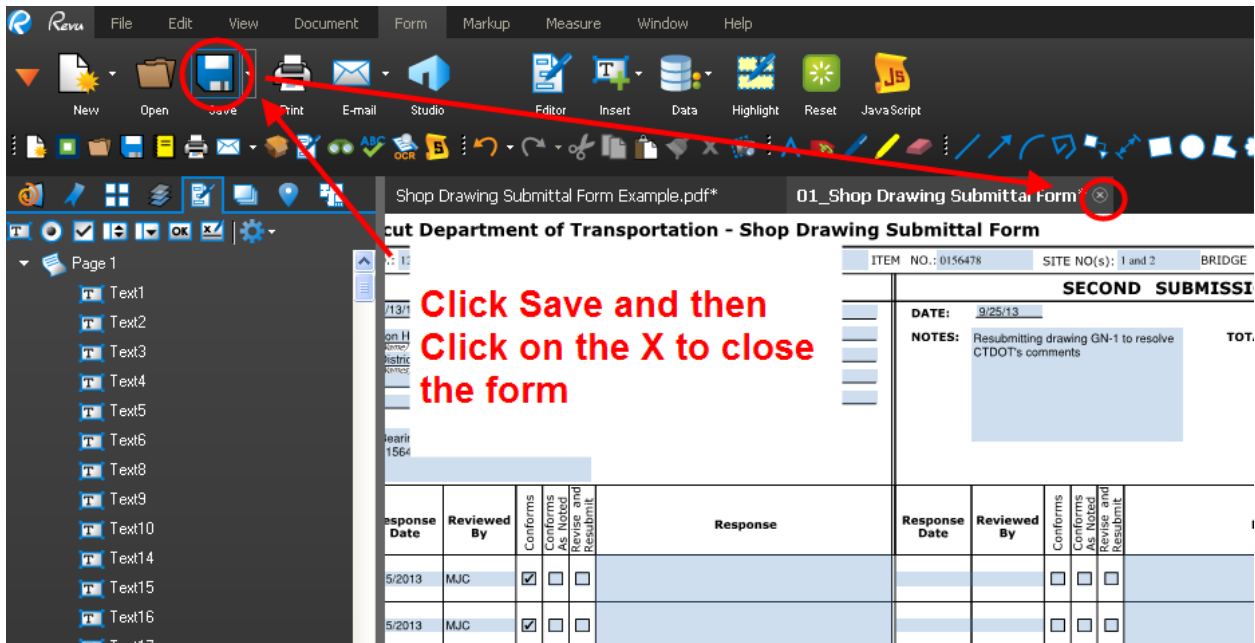 Revu File Edit View Document Form Markup Measure Window Help
New Open Save Print E-mail Studio Editor Insert Data Highlight Reset JavaScript
ABC OCR
Shop Drawing Submittal Form Example.pdf* 01_Shop Drawing Submittal Form*
cut Department of Transportation - Shop Drawing Submittal Form
ITEM NO.: 0156478 SITE NO(s): 1 and 2 BRIDGE
Page 1
Text1
Text2
Text3
Text4
Text5
Text6
Text8
Text9
Text10
Text14
Text15
Text16
Click Save and then
Click on the X to close
the form
DATE: 9/25/13
NOTES: Resubmitting drawing GN-1 to resolve
CTDOT's comments
Response Date Reviewed By Conforms Conforms As Noted Revise and Resubmit Response
5/2013 MJC
5/2013 MJC
Response Date Reviewed By Conforms Conforms As Noted Revise and Resubmit